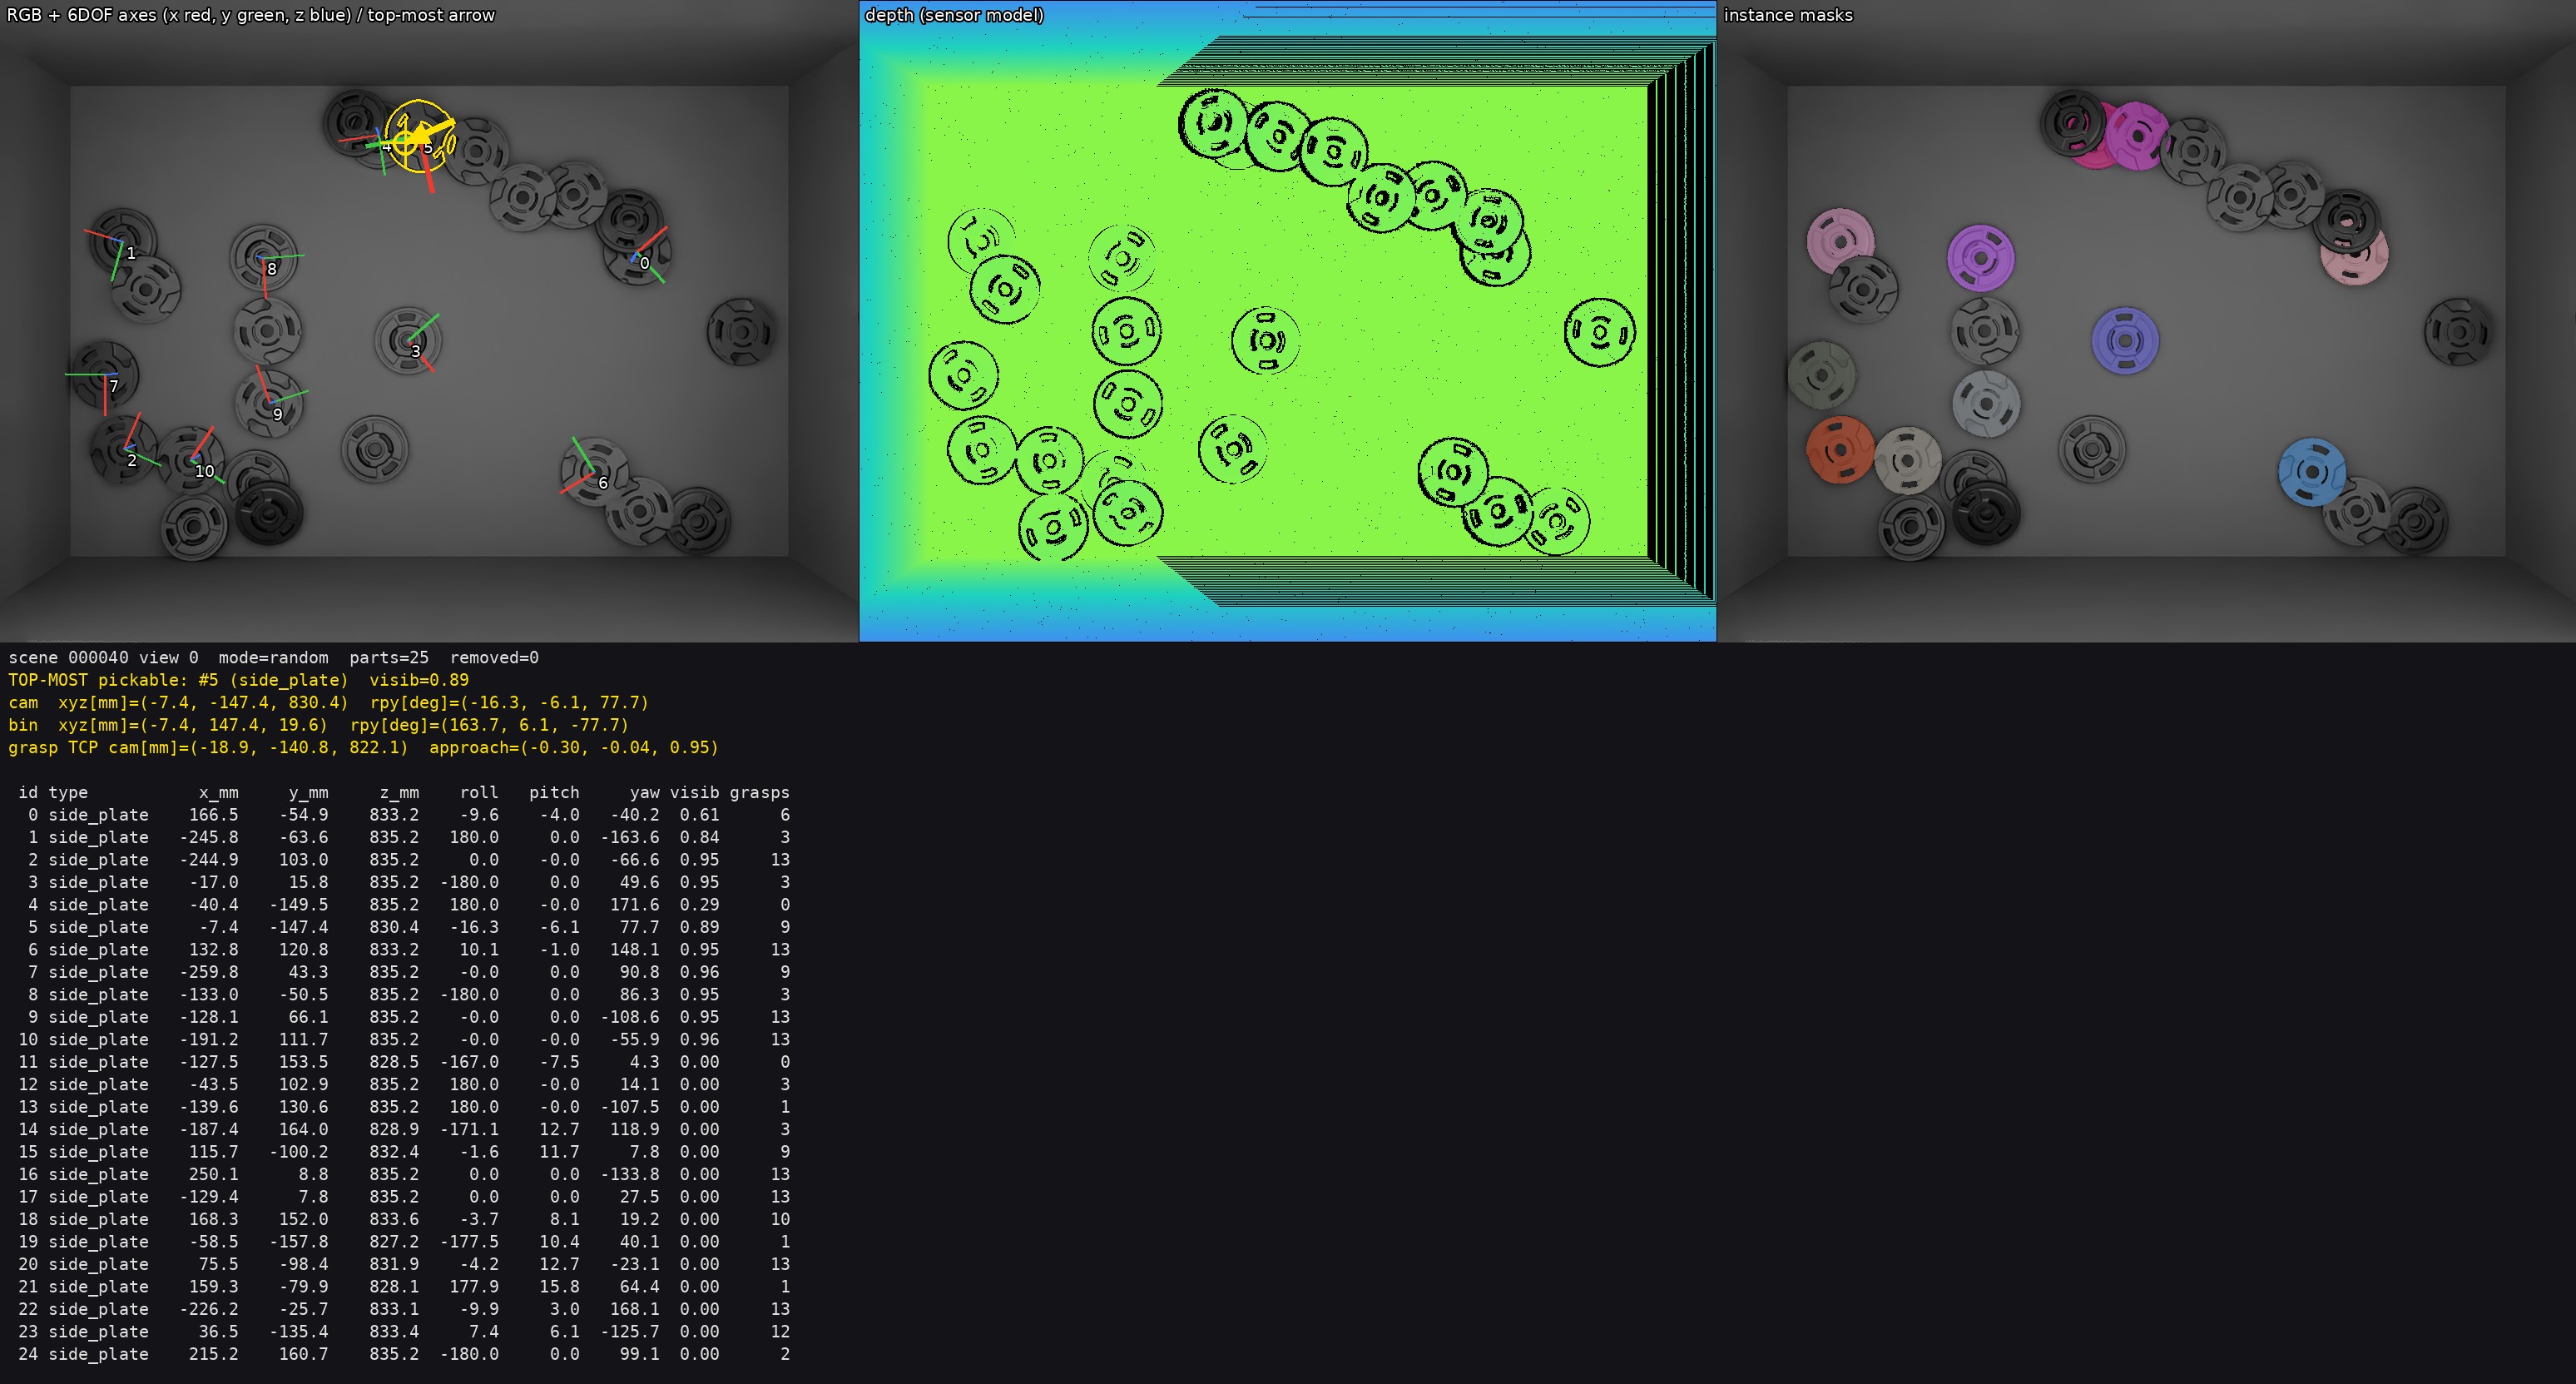 RGB + 6DOF axes (x red, y green, z blue) / top-most arrow
depth (sensor model)
instance masks
4
5
1
8
0
3
7
9
2
10
6
scene 000040 view 0  mode=random  parts=25  removed=0
TOP-MOST pickable: #5 (side_plate)  visib=0.89
cam  xyz[mm]=(-7.4, -147.4, 830.4)  rpy[deg]=(-16.3, -6.1, 77.7)
bin  xyz[mm]=(-7.4, 147.4, 19.6)  rpy[deg]=(163.7, 6.1, -77.7)
grasp TCP cam[mm]=(-18.9, -140.8, 822.1)  approach=(-0.30, -0.04, 0.95)
id type x_mm y_mm z_mm roll pitch yaw visib grasps
0 side_plate 166.5 -54.9 833.2 -9.6 -4.0 -40.2 0.61 6
1 side_plate -245.8 -63.6 835.2 180.0 0.0 -163.6 0.84 3
2 side_plate -244.9 103.0 835.2 0.0 -0.0 -66.6 0.95 13
3 side_plate -17.0 15.8 835.2 -180.0 0.0 49.6 0.95 3
4 side_plate -40.4 -149.5 835.2 180.0 -0.0 171.6 0.29 0
5 side_plate -7.4 -147.4 830.4 -16.3 -6.1 77.7 0.89 9
6 side_plate 132.8 120.8 833.2 10.1 -1.0 148.1 0.95 13
7 side_plate -259.8 43.3 835.2 -0.0 0.0 90.8 0.96 9
8 side_plate -133.0 -50.5 835.2 -180.0 0.0 86.3 0.95 3
9 side_plate -128.1 66.1 835.2 -0.0 0.0 -108.6 0.95 13
10 side_plate -191.2 111.7 835.2 -0.0 -0.0 -55.9 0.96 13
11 side_plate -127.5 153.5 828.5 -167.0 -7.5 4.3 0.00 0
12 side_plate -43.5 102.9 835.2 180.0 -0.0 14.1 0.00 3
13 side_plate -139.6 130.6 835.2 180.0 -0.0 -107.5 0.00 1
14 side_plate -187.4 164.0 828.9 -171.1 12.7 118.9 0.00 3
15 side_plate 115.7 -100.2 832.4 -1.6 11.7 7.8 0.00 9
16 side_plate 250.1 8.8 835.2 0.0 0.0 -133.8 0.00 13
17 side_plate -129.4 7.8 835.2 0.0 0.0 27.5 0.00 13
18 side_plate 168.3 152.0 833.6 -3.7 8.1 19.2 0.00 10
19 side_plate -58.5 -157.8 827.2 -177.5 10.4 40.1 0.00 1
20 side_plate 75.5 -98.4 831.9 -4.2 12.7 -23.1 0.00 13
21 side_plate 159.3 -79.9 828.1 177.9 15.8 64.4 0.00 1
22 side_plate -226.2 -25.7 833.1 -9.9 3.0 168.1 0.00 13
23 side_plate 36.5 -135.4 833.4 7.4 6.1 -125.7 0.00 12
24 side_plate 215.2 160.7 835.2 -180.0 0.0 99.1 0.00 2